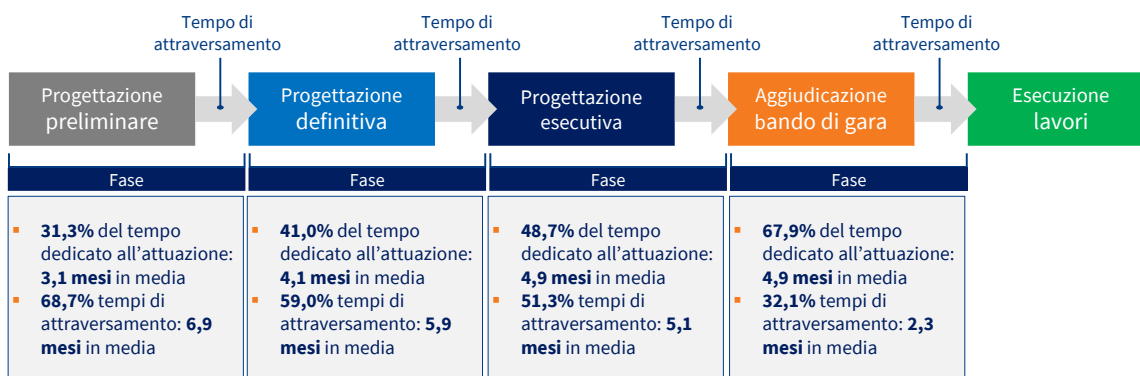 Tempo di
attraversamento
Tempo di
attraversamento
Tempo di
attraversamento
Tempo di
attraversamento
Progettazione
preliminare
Progettazione
definitiva
Progettazione
esecutiva
Aggiudicazione
bando di gara
Esecuzione
lavori
Fase
Fase
Fase
Fase
31,3% del tempo
dedicato all'attuazione:
3,1 mesi in media
68,7% tempi di
attraversamento: 6,9
mesi in media
41,0% del tempo
dedicato all'attuazione:
4,1 mesi in media
59,0% tempi di
attraversamento: 5,9
mesi in media
48,7% del tempo
dedicato all'attuazione:
4,9 mesi in media
51,3% tempi di
attraversamento: 5,1
mesi in media
67,9% del tempo
dedicato all'attuazione:
4,9 mesi in media
32,1% tempi di
attraversamento: 2,3
mesi in media